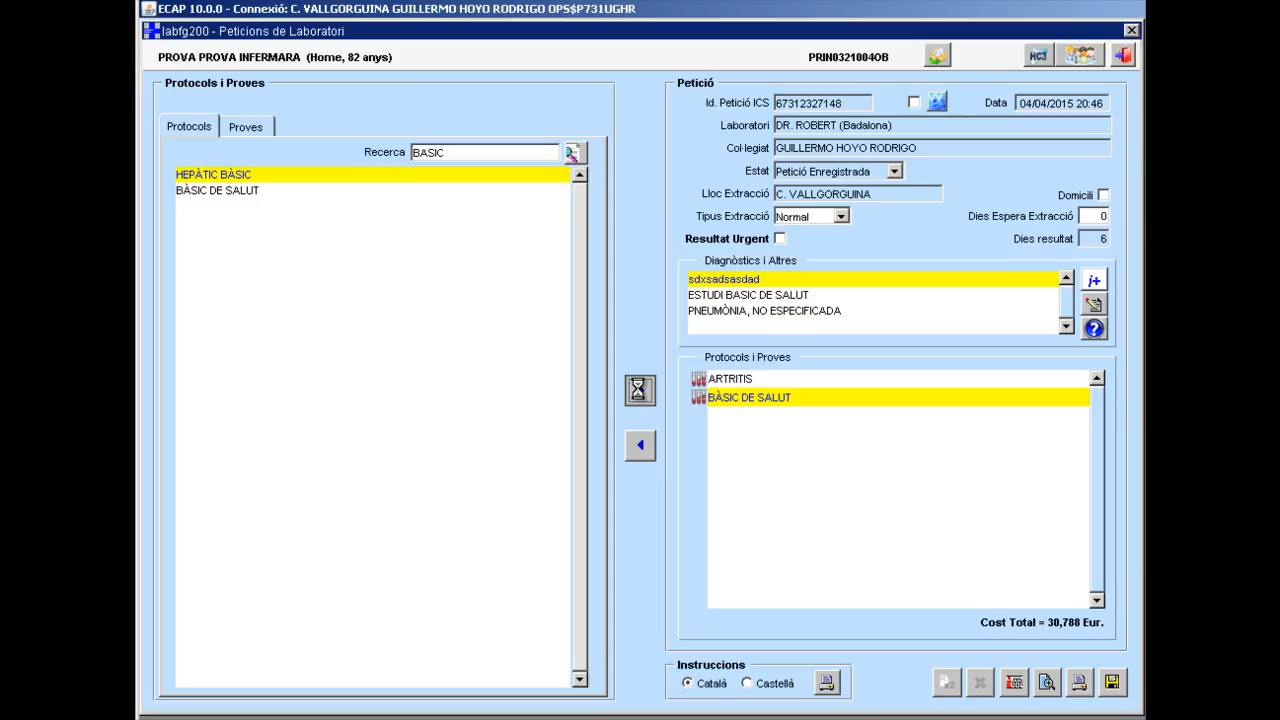 ECAP 10.0.0 - Connexió: C. VALLGORGUINA GUILLERMO HOYO RODRIGO OPS$P731UGHR
labfg200 - Peticions de Laboratori
PROVA PROVA INFERMARA (Home, 82 anys)
PRIN0321004OB
HC3
Protocols i Proves
Protocols
Proves
Recerca BASIC
HEPÀTIC BÀSIC
BÀSIC DE SALUT
Petició
Id. Petició ICS 67312327148
Data 04/04/2015 20:46
Laboratori DR. ROBERT (Badalona)
Col·legiat GUILLERMO HOYO RODRIGO
Estat Petició Enregistrada
Lloc Extracció C. VALLGORGUINA
Domicili
Tipus Extracció Normal
Dies Espera Extracció 0
Resultat Urgent
Dies resultat 6
Diagnòstics i Altres
sdxsadsasdad
ESTUDI BASIC DE SALUT
PNEUMÒNIA, NO ESPECIFICADA
i+
?
Protocols i Proves
ARTRITIS
BÀSIC DE SALUT
Cost Total = 30,788 Eur.
Instruccions
Català
Castellà